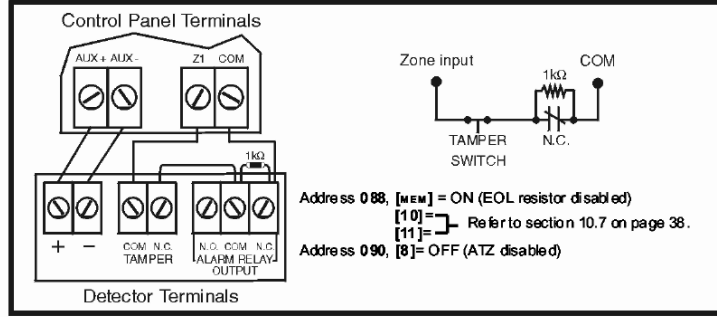 Control Panel Terminals
AUX + AUX - Z1 COM
Zone input COM
1kΩ
TAMPER SWITCH N.C.
1kΩ
Address 088, [MEM] = ON (EOL resistor disabled)
[10]= Refer to section 10.7 on page 38.
[11]=
Address 090, [8]= OFF (ATZ disabled)
+ - COM N.C. N.O. COM N.C.
TAMPER ALARM RELAY
OUTPUT
Detector Terminals